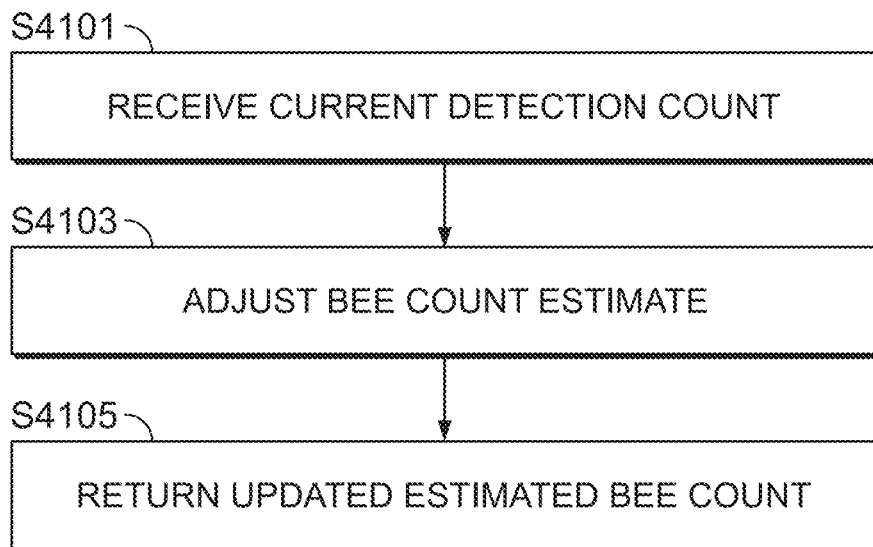 S4101
RECEIVE CURRENT DETECTION COUNT
S4103
ADJUST BEE COUNT ESTIMATE
S4105
RETURN UPDATED ESTIMATED BEE COUNT